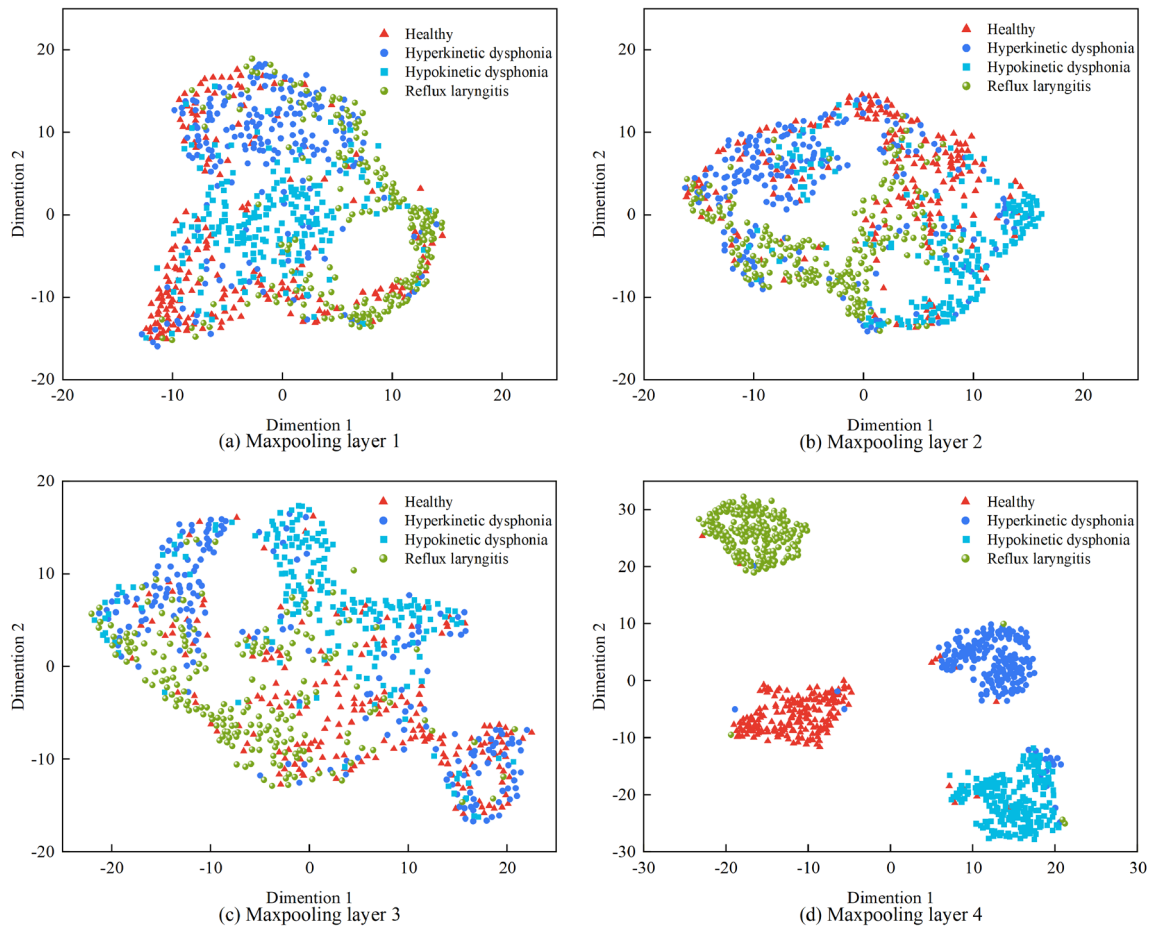 20
10
0
-10
-20
-20
-10
0
10
20
Dimention 2
Dimention 1
Healthy
Hyperkinetic dysphonia
Hypokinetic dysphonia
Reflux laryngitis
(a) Maxpooling layer 1
20
10
0
-10
-20
-20
-10
0
10
20
Dimention 2
Dimention 1
Healthy
Hyperkinetic dysphonia
Hypokinetic dysphonia
Reflux laryngitis
(b) Maxpooling layer 2
20
10
0
-10
-20
-20
-10
0
10
20
Dimention 2
Dimention 1
Healthy
Hyperkinetic dysphonia
Hypokinetic dysphonia
Reflux laryngitis
(c) Maxpooling layer 3
30
20
10
0
-10
-20
-30
-30
-20
-10
0
10
20
30
Dimention 2
Dimention 1
Healthy
Hyperkinetic dysphonia
Hypokinetic dysphonia
Reflux laryngitis
(d) Maxpooling layer 4